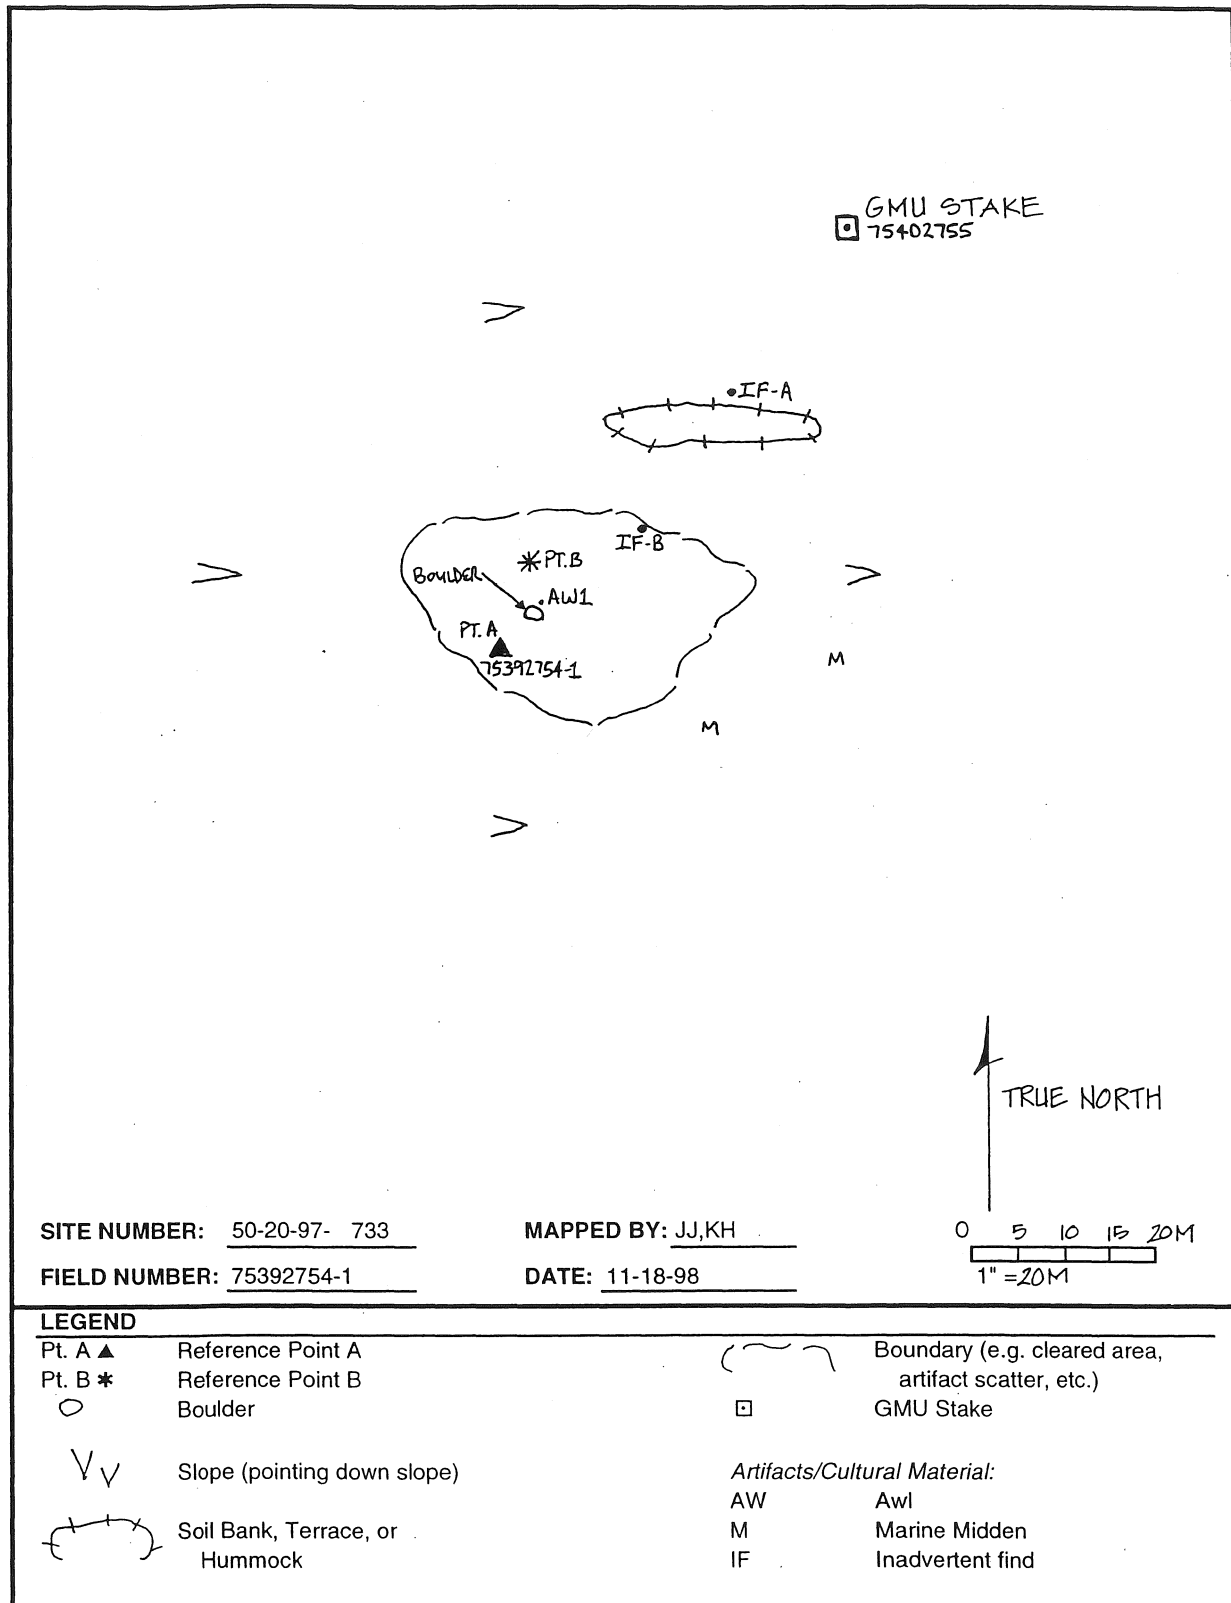 GMU STAKE
75402755
IF-A
IF-B
PT.B
BOULDER
AW1
PT. A
75392754-1
M
M
TRUE NORTH
SITE NUMBER: 50-20-97- 733 MAPPED BY: JJ,KH
0 5 10 15 20M
FIELD NUMBER: 75392754-1 DATE: 11-18-98
1" =20M
LEGEND
Pt. A Reference Point A
Pt. B Reference Point B
Boulder
Slope (pointing down slope)
Soil Bank, Terrace, or
Hummock
Boundary (e.g. cleared area,
artifact scatter, etc.)
GMU Stake
Artifacts/Cultural Material:
AW Awl
M Marine Midden
IF Inadvertent find